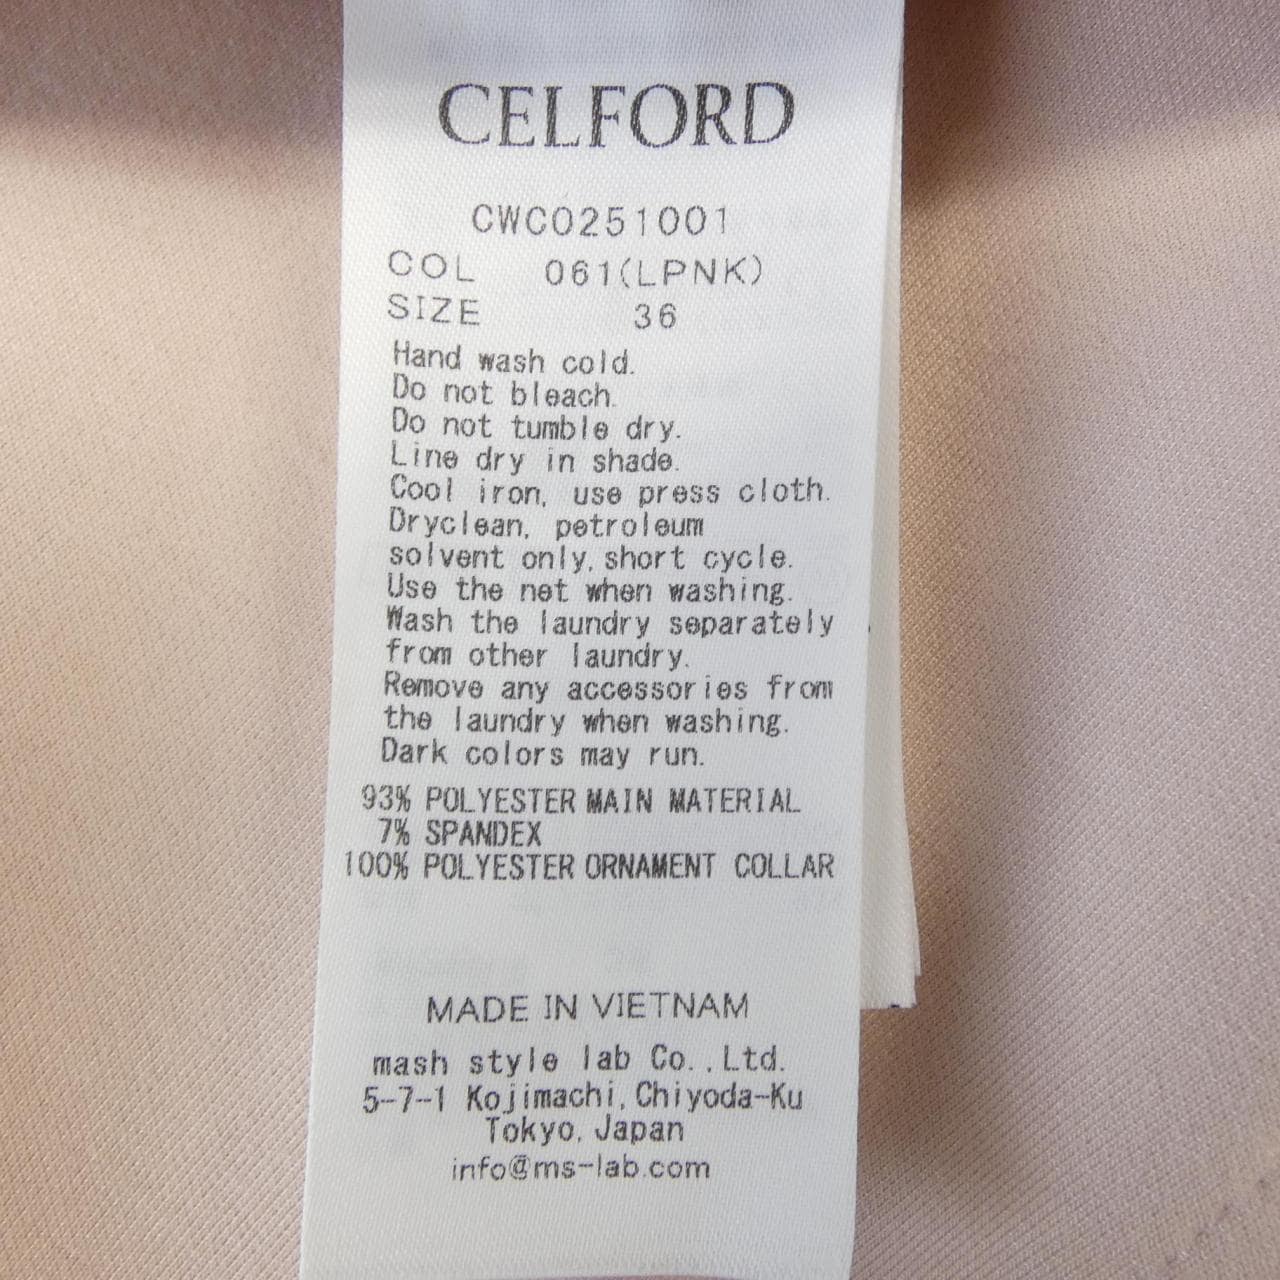 CELFORD
CWCO251001
COL 061(LPNK)
SIZE 36
Hand wash cold.
Do not bleach.
Do not tumble dry.
Line dry in shade.
Cool iron, use press cloth.
Dryclean, petroleum
solvent only, short cycle.
Use the net when washing.
Wash the laundry separately
from other laundry.
Remove any accessories from
the laundry when washing.
Dark colors may run.
93% POLYESTER MAIN MATERIAL
7% SPANDEX
100% POLYESTER ORNAMENT COLLAR
MADE IN VIETNAM
mash style lab Co.,Ltd.
5-7-1 Kojimachi, Chiyoda-Ku
Tokyo, Japan
info@ms-lab.com